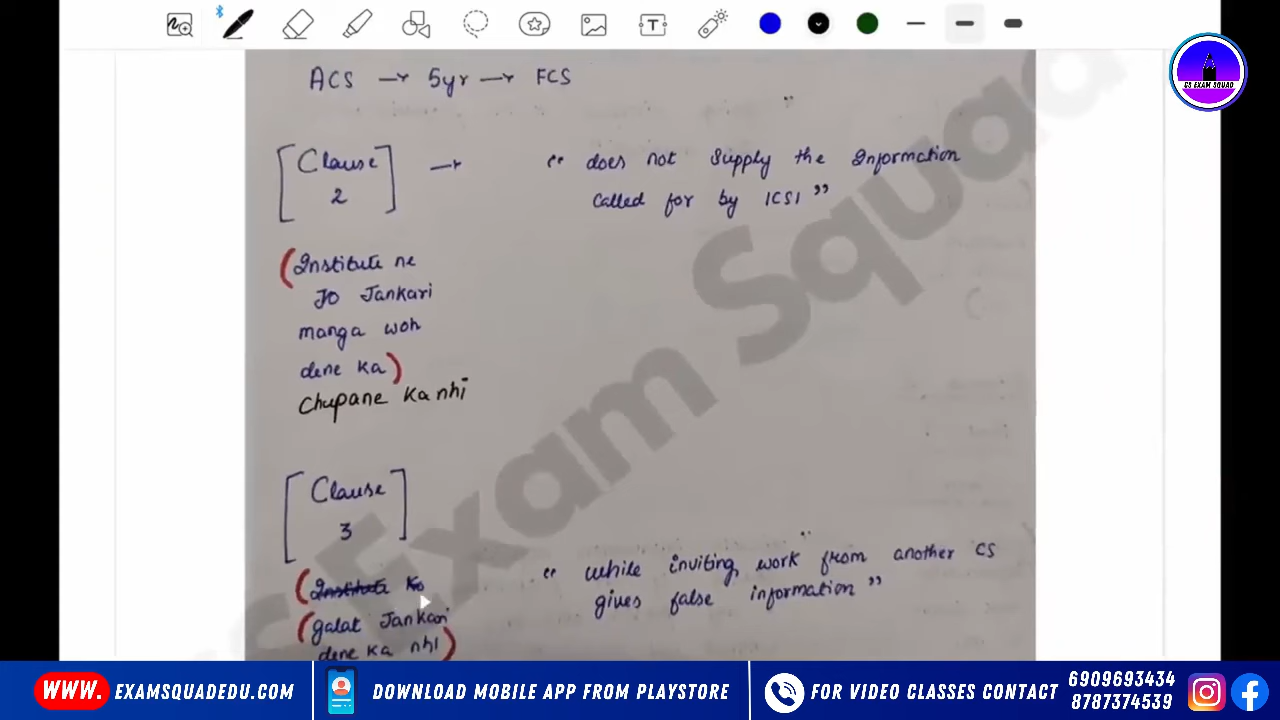 CS EXAM SQUAD
ACS → 5yr → FCS
[Clause 2] → "does not supply the Information
called for by ICSI"
(Institute ne
Jo Jankari
manga woh
dene ka)
Chupane Ka nhi
[Clause 3]
(Institute Ko
(galat Jankari
dene ka nhi)
"while inviting work from another CS
gives false information"
S Exam Squad
WWW. EXAMSQUADEDU.COM
DOWNLOAD MOBILE APP FROM PLAYSTORE
FOR VIDEO CLASSES CONTACT
6909693434
8787374539